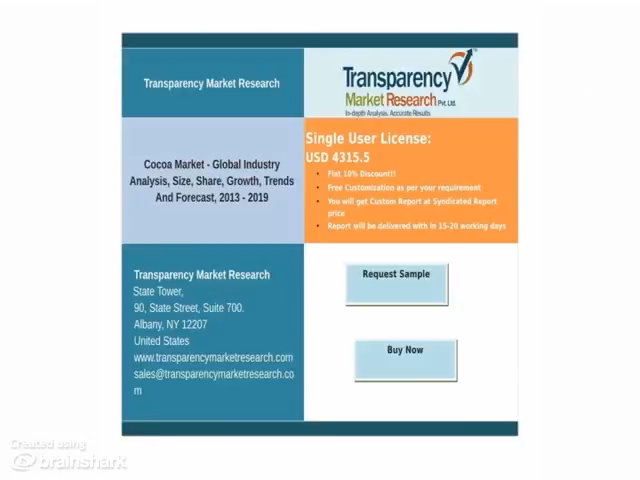 Transparency Market Research
Transparency
TM
Market Research Pvt. Ltd.
In-depth Analysis. Accurate Results
Cocoa Market - Global Industry
Analysis, Size, Share, Growth, Trends
And Forecast, 2013 - 2019
Single User License:
USD 4315.5
• Flat 10% Discount!!!
• Free Customization as per your requirement
• You will get Custom Report at Syndicated Report
price
• Report will be delivered with in 15-20 working days
Transparency Market Research
State Tower,
90, State Street, Suite 700.
Albany, NY 12207
United States
www.transparencymarketresearch.com
sales@transparencymarketresearch.co
m
Request Sample
Buy Now
Created using
brainshark